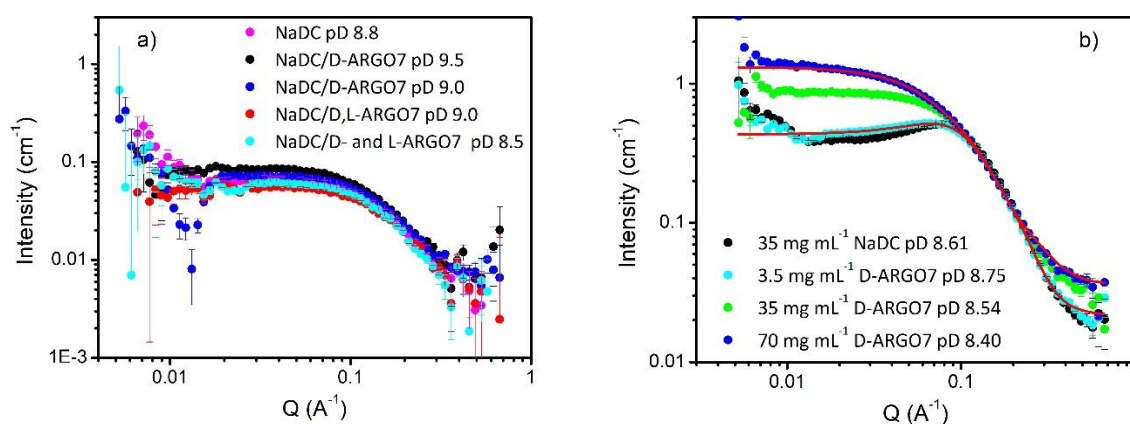 a)
NaDC pD 8.8
NaDC/D-ARGO7 pD 9.5
NaDC/D-ARGO7 pD 9.0
NaDC/D,L-ARGO7 pD 9.0
NaDC/D- and L-ARGO7 pD 8.5
Intensity (cm⁻¹)
1
0.1
0.01
1E-3
0.01
0.1
1
Q (A⁻¹)
b)
Intensity (cm⁻¹)
1
0.1
0.01
35 mg mL⁻¹ NaDC pD 8.61
3.5 mg mL⁻¹ D-ARGO7 pD 8.75
35 mg mL⁻¹ D-ARGO7 pD 8.54
70 mg mL⁻¹ D-ARGO7 pD 8.40
0.01
0.1
Q (A⁻¹)